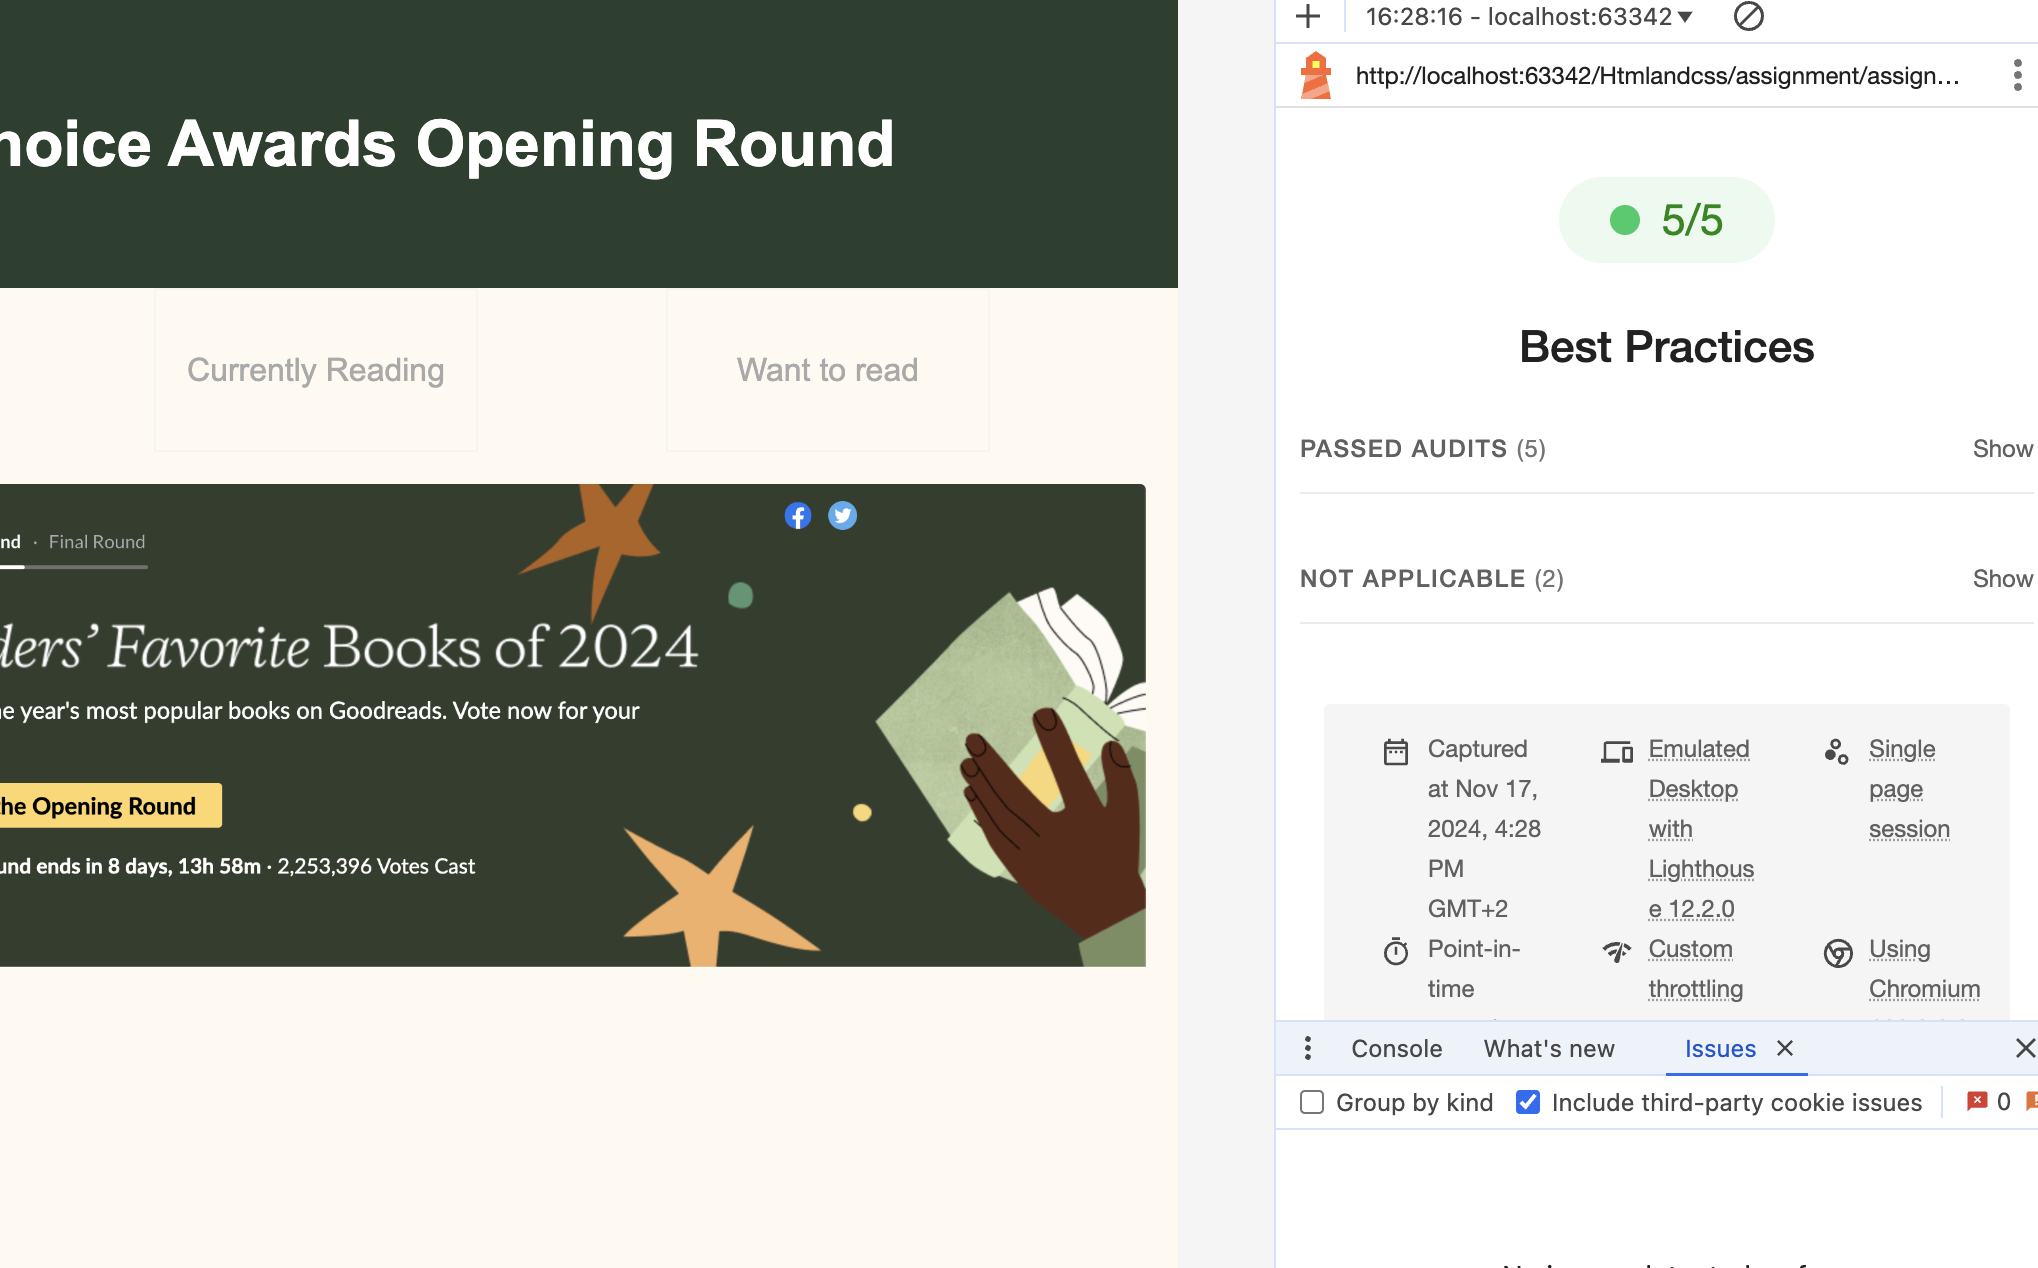 hoice Awards Opening Round
Currently Reading
Want to read
nd · Final Round
ders' Favorite Books of 2024
e year's most popular books on Goodreads. Vote now for your
he Opening Round
und ends in 8 days, 13h 58m · 2,253,396 Votes Cast
16:28:16 - localhost:63342
http://localhost:63342/Htmlandcss/assignment/assign…
5/5
Best Practices
PASSED AUDITS (5)
Show
NOT APPLICABLE (2)
Show
Captured
at Nov 17,
2024, 4:28
PM
GMT+2
Emulated
Desktop
with
Lighthous
e 12.2.0
Single
page
session
Point-in-
time
Custom
throttling
Using
Chromium
Console
What's new
Issues
Group by kind
Include third-party cookie issues
0